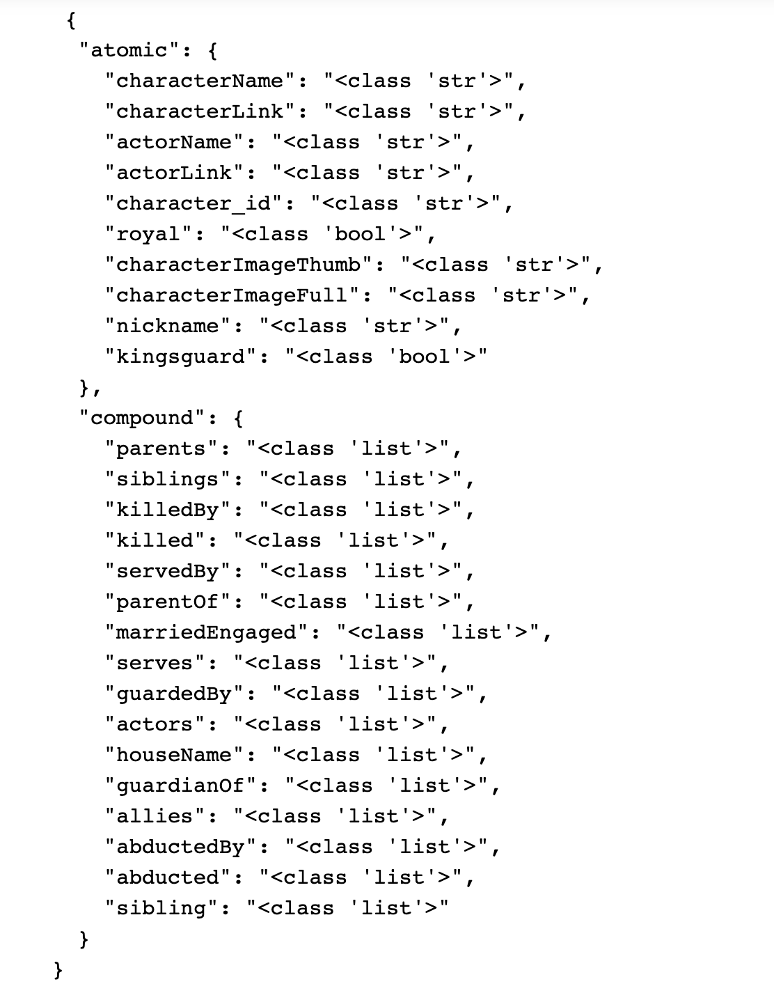 {
"atomic": {
"characterName": "<class 'str'>",
"characterLink": "<class 'str'>",
"actorName": "<class 'str'>",
"actorLink": "<class 'str'>",
"character_id": "<class 'str'>",
"royal": "<class 'bool'>",
"characterImageThumb": "<class 'str'>",
"characterImageFull": "<class 'str'>",
"nickname": "<class 'str'>",
"kingsguard": "<class 'bool'>"
},
"compound": {
"parents": "<class 'list'>",
"siblings": "<class 'list'>",
"killedBy": "<class 'list'>",
"killed": "<class 'list'>",
"servedBy": "<class 'list'>",
"parentOf": "<class 'list'>",
"marriedEngaged": "<class 'list'>",
"serves": "<class 'list'>",
"guardedBy": "<class 'list'>",
"actors": "<class 'list'>",
"houseName": "<class 'list'>",
"guardianOf": "<class 'list'>",
"allies": "<class 'list'>",
"abductedBy": "<class 'list'>",
"abducted": "<class 'list'>",
"sibling": "<class 'list'>"
}
}